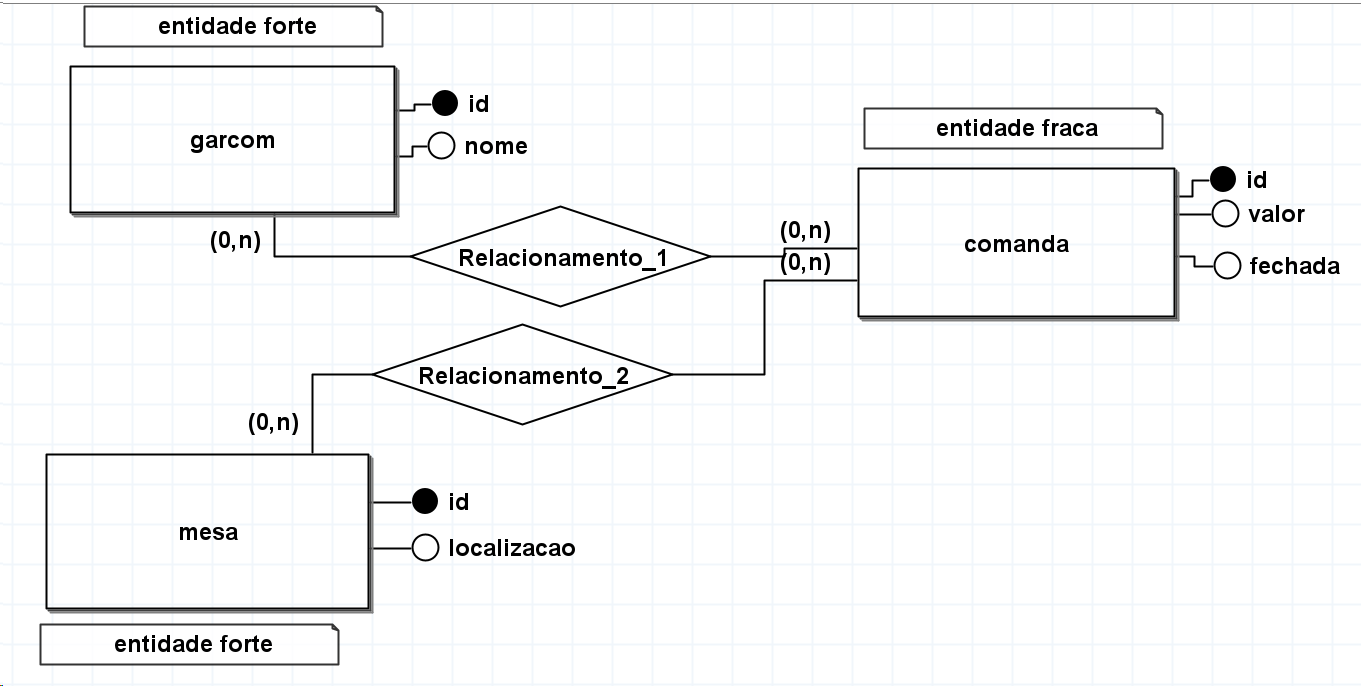 entidade forte
garcom
id
nome
(0,n)
Relacionamento_1
(0,n)
(0,n)
entidade fraca
comanda
id
valor
fechada
Relacionamento_2
(0,n)
mesa
id
localizacao
entidade forte